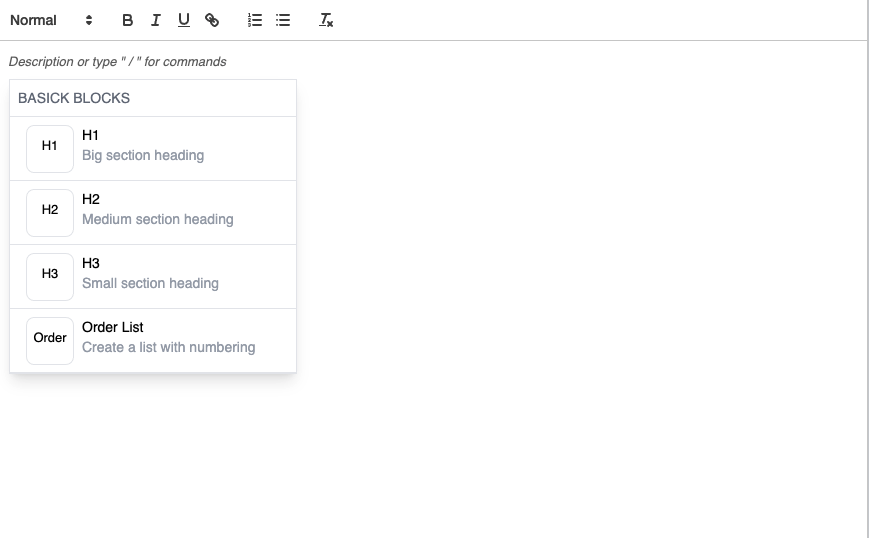 Normal
Description or type " / " for commands
BASICK BLOCKS
H1
H1
Big section heading
H2
H2
Medium section heading
H3
H3
Small section heading
Order
Order List
Create a list with numbering